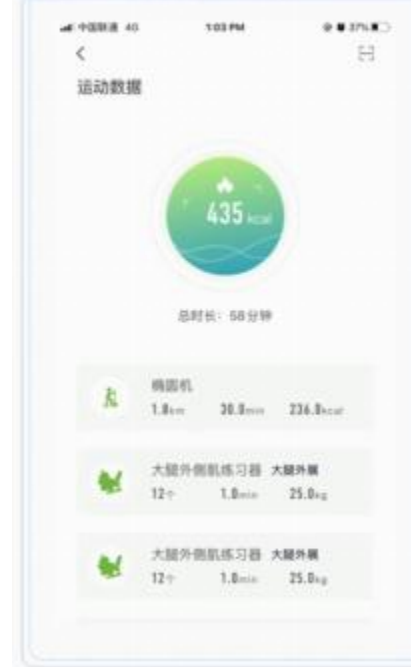 中国联通 4G 1:03 PM 37%
运动数据
435 kcal
总时长: 58分钟
椭圆机
1.8km 30.0min 236.0kcal
大腿外侧肌练习器 大腿外展
12个 1.0min 25.0kg
大腿外侧肌练习器 大腿外展
12个 1.0min 25.0kg